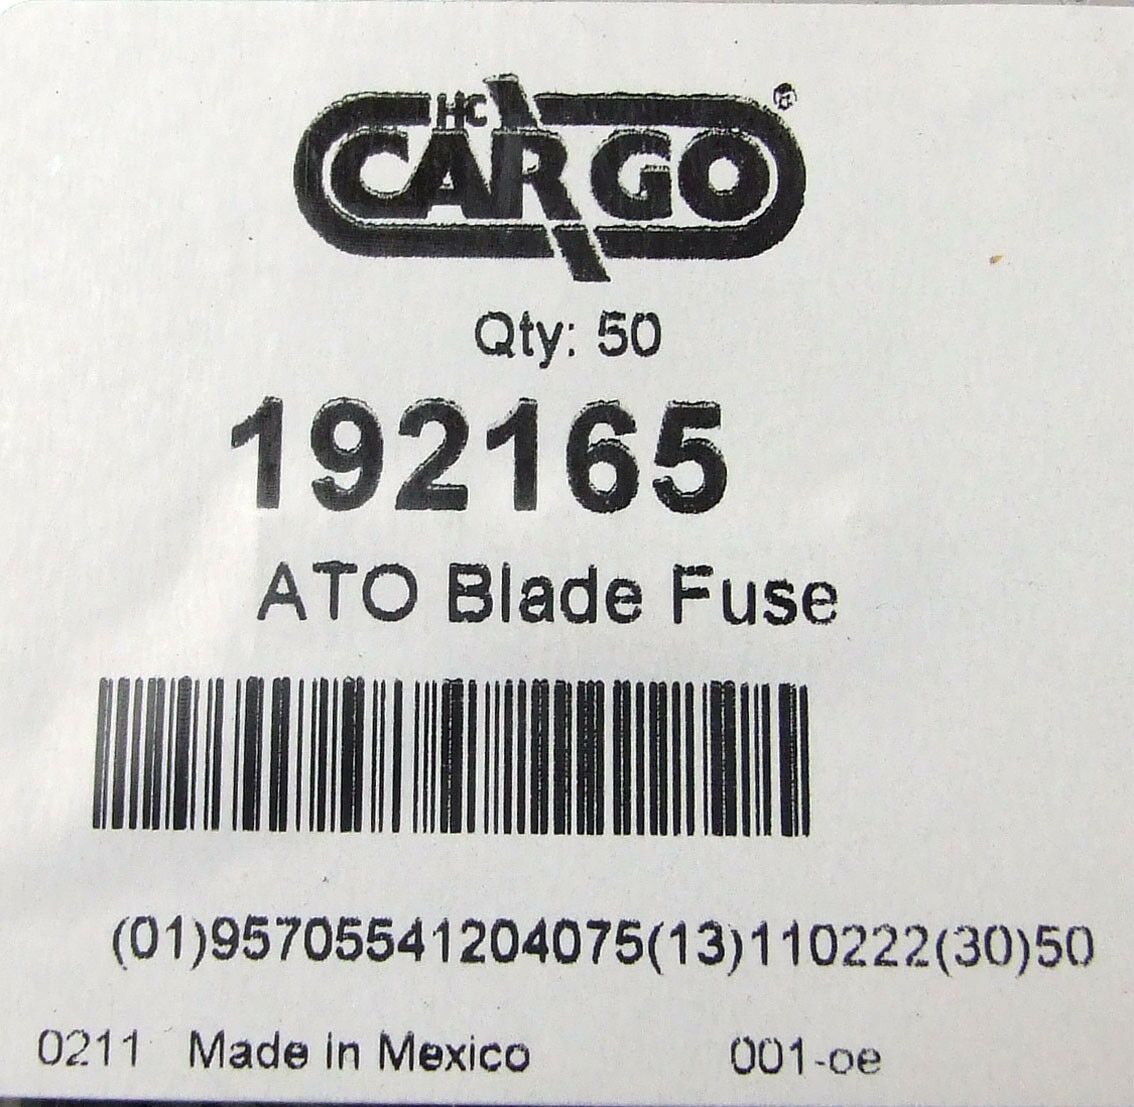 HC
CARGO®
Qty: 50
192165
ATO Blade Fuse
(01)95705541204075(13)110222(30)50
0211 Made in Mexico 001-oe